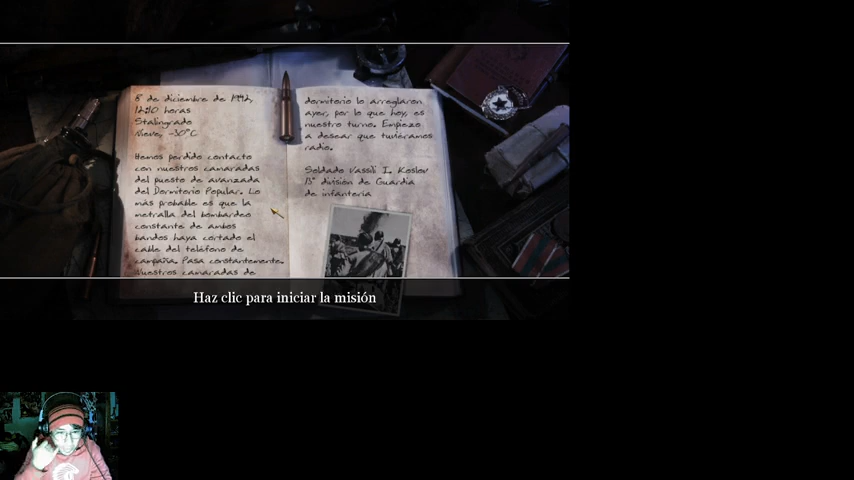 8 de diciembre de 1942,
12:10 horas
Stalingrado
Nieve, -30ºC
Hemos perdido contacto
con nuestros camaradas
del puesto de avanzada
del Dormitorio Popular. Lo
más probable es que la
metralla del bombardeo
constante de ambos
bandos haya cortado el
cable del teléfono de
campaña. Pasa constantemente.
Nuestros camaradas de
dormitorio lo arreglaron
ayer, por lo que hoy, es
nuestro turno. Empiezo
a desear que tuviéramos
radio.
Soldado Vassili I. Koslov
13ª división de Guardia
de infantería
Haz clic para iniciar la misión